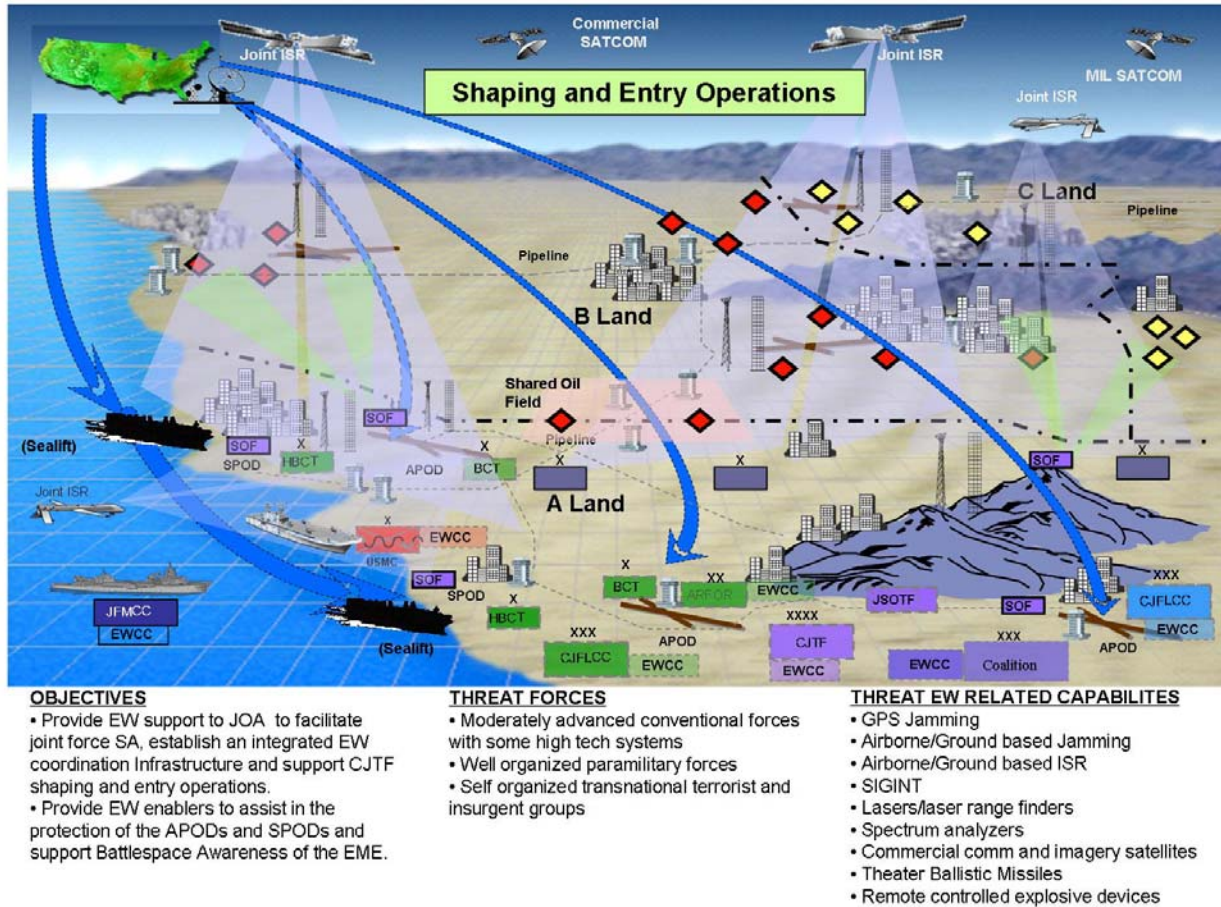 Commercial
SATCOM
Joint ISR
Joint ISR
MIL SATCOM
Shaping and Entry Operations
Joint ISR
C Land
Pipeline
Pipeline
B Land
Shared Oil
Field
Pipeline
SOF
(Sealift)
SOF
SPOD
X
HBCT
APOD
X
BCT
X
X
SOF
X
A Land
Joint ISR
X
EWCC
USMC
SOF
SPOD
X
HBCT
X
BCT
XX
ARFOR
EWCC
JSOTF
SOF
XXX
CJFLCC
EWCC
APOD
JFMCC
EWCC
(Sealift)
APOD
XXX
CJFLCC
EWCC
XXXX
CJTF
EWCC
XXX
EWCC
Coalition
OBJECTIVES
• Provide EW support to JOA to facilitate
joint force SA, establish an integrated EW
coordination Infrastructure and support CJTF
shaping and entry operations.
• Provide EW enablers to assist in the
protection of the APODs and SPODs and
support Battlespace Awareness of the EME.
THREAT FORCES
• Moderately advanced conventional forces
with some high tech systems
• Well organized paramilitary forces
• Self organized transnational terrorist and
insurgent groups
THREAT EW RELATED CAPABILITES
• GPS Jamming
• Airborne/Ground based Jamming
• Airborne/Ground based ISR
• SIGINT
• Lasers/laser range finders
• Spectrum analyzers
• Commercial comm and imagery satellites
• Theater Ballistic Missiles
• Remote controlled explosive devices